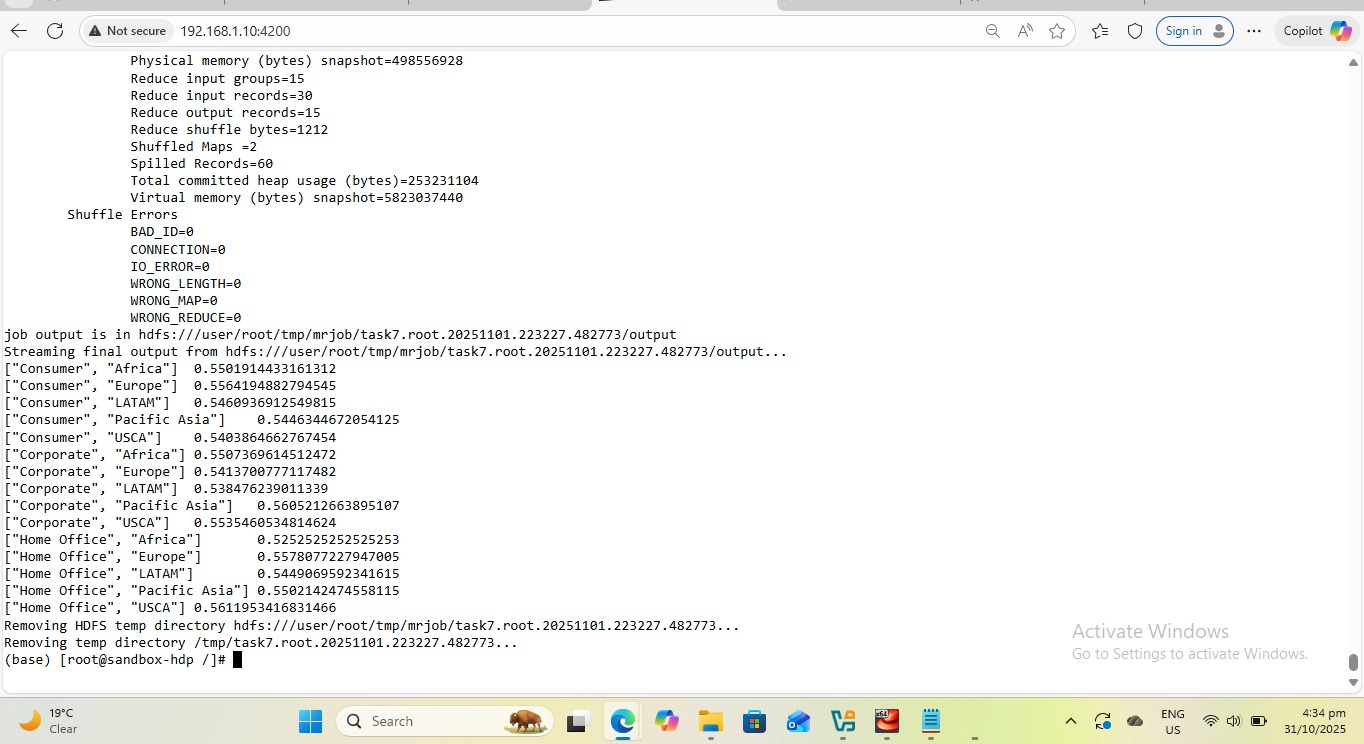 Not secure 192.168.1.10:4200 Sign in Copilot
Physical memory (bytes) snapshot=498556928
Reduce input groups=15
Reduce input records=30
Reduce output records=15
Reduce shuffle bytes=1212
Shuffled Maps =2
Spilled Records=60
Total committed heap usage (bytes)=253231104
Virtual memory (bytes) snapshot=5823037440
Shuffle Errors
BAD_ID=0
CONNECTION=0
IO_ERROR=0
WRONG_LENGTH=0
WRONG_MAP=0
WRONG_REDUCE=0
job output is in hdfs:///user/root/tmp/mrjob/task7.root.20251101.223227.482773/output
Streaming final output from hdfs:///user/root/tmp/mrjob/task7.root.20251101.223227.482773/output...
["Consumer", "Africa"] 0.5501914433161312
["Consumer", "Europe"] 0.5564194882794545
["Consumer", "LATAM"] 0.5460936912549815
["Consumer", "Pacific Asia"] 0.5446344672054125
["Consumer", "USCA"] 0.5403864662767454
["Corporate", "Africa"] 0.5507369614512472
["Corporate", "Europe"] 0.5413700777117482
["Corporate", "LATAM"] 0.538476239011339
["Corporate", "Pacific Asia"] 0.5605212663895107
["Corporate", "USCA"] 0.5535460534814624
["Home Office", "Africa"] 0.5252525252525253
["Home Office", "Europe"] 0.5578077227947005
["Home Office", "LATAM"] 0.5449069592341615
["Home Office", "Pacific Asia"] 0.5502142474558115
["Home Office", "USCA"] 0.5611953416831466
Removing HDFS temp directory hdfs:///user/root/tmp/mrjob/task7.root.20251101.223227.482773...
Removing temp directory /tmp/task7.root.20251101.223227.482773...
(base) [root@sandbox-hdp /]#
Activate Windows
Go to Settings to activate Windows.
19°C
Clear
Search
ENG
US
4:34 pm
31/10/2025